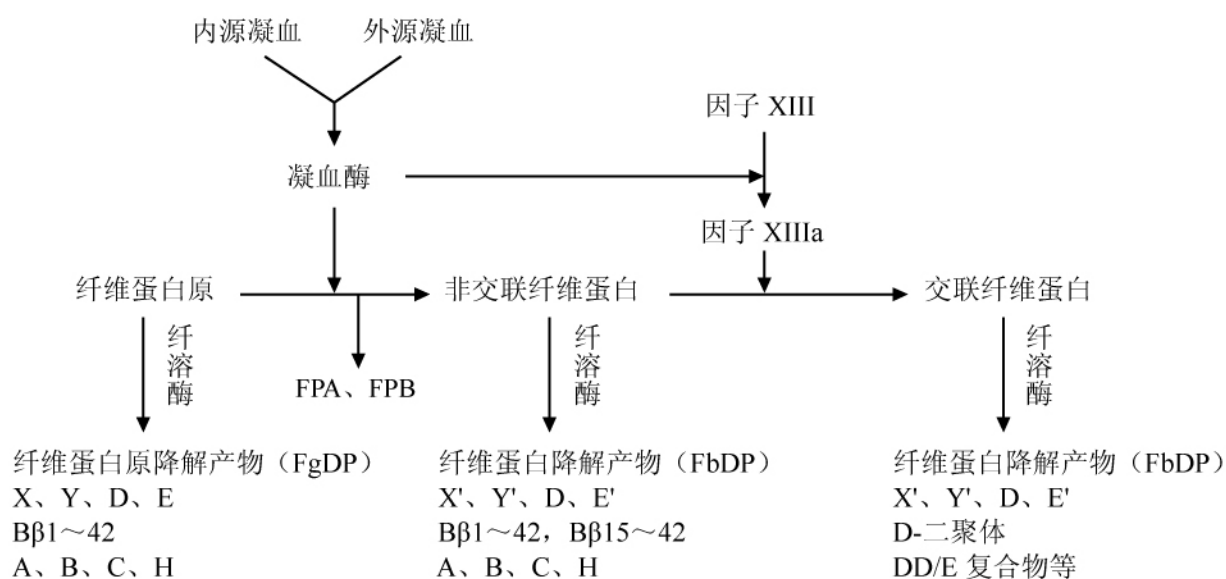 内源凝血 外源凝血
因子 XIII
凝血酶
因子 XIIIa
纤维蛋白原 非交联纤维蛋白 交联纤维蛋白
纤溶酶 纤溶酶 纤溶酶
FPA、FPB
纤维蛋白原降解产物（FgDP）
X、Y、D、E
Bβ1～42
A、B、C、H
纤维蛋白降解产物（FbDP）
X'、Y'、D、E'
Bβ1～42，Bβ15～42
A、B、C、H
纤维蛋白降解产物（FbDP）
X'、Y'、D、E'
D-二聚体
DD/E 复合物等